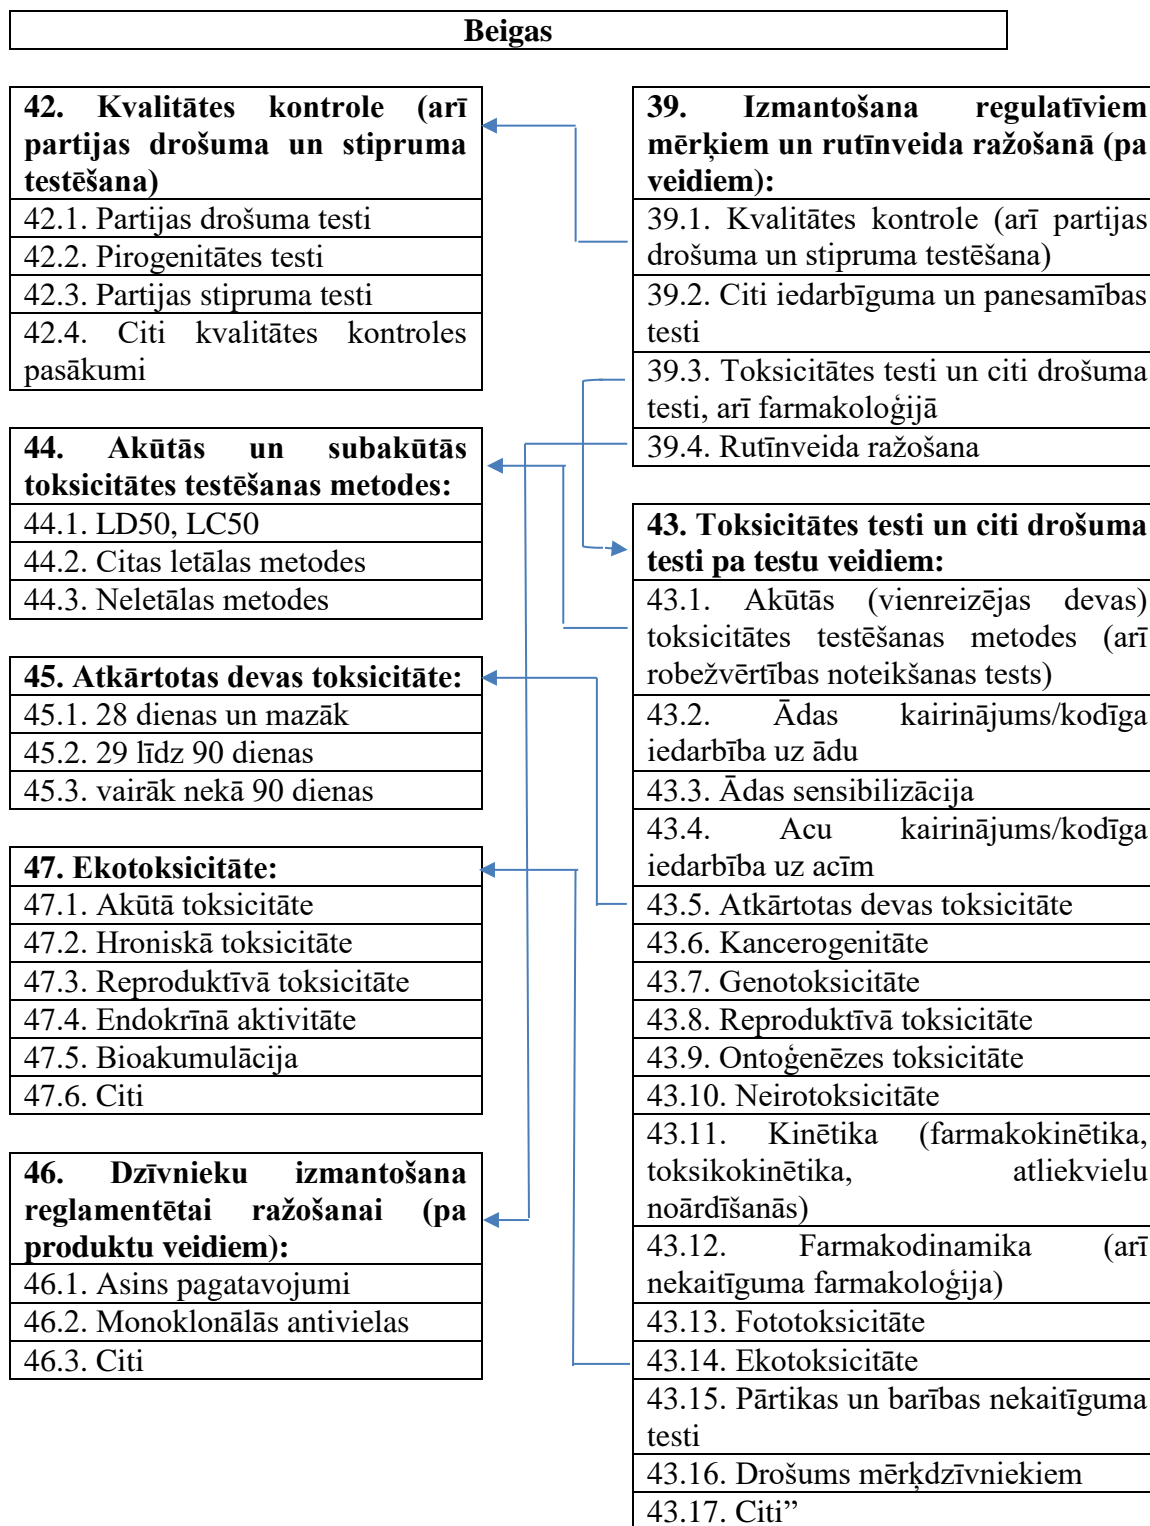 Beigas
42. Kvalitātes kontrole (arī
partijas drošuma un stipruma
testēšana)
42.1. Partijas drošuma testi
42.2. Pirogenitātes testi
42.3. Partijas stipruma testi
42.4. Citi kvalitātes kontroles
pasākumi
44. Akūtās un subakūtās
toksicitātes testēšanas metodes:
44.1. LD50, LC50
44.2. Citas letālas metodes
44.3. Neletālas metodes
45. Atkārtotas devas toksicitāte:
45.1. 28 dienas un mazāk
45.2. 29 līdz 90 dienas
45.3. vairāk nekā 90 dienas
47. Ekotoksicitāte:
47.1. Akūtā toksicitāte
47.2. Hroniskā toksicitāte
47.3. Reproduktīvā toksicitāte
47.4. Endokrīnā aktivitāte
47.5. Bioakumulācija
47.6. Citi
46. Dzīvnieku izmantošana
reglamentētai ražošanai (pa
produktu veidiem):
46.1. Asins pagatavojumi
46.2. Monoklonālās antivielas
46.3. Citi
39. Izmantošana regulatīviem
mērķiem un rutīnveida ražošanā (pa
veidiem):
39.1. Kvalitātes kontrole (arī partijas
drošuma un stipruma testēšana)
39.2. Citi iedarbīguma un panesamības
testi
39.3. Toksicitātes testi un citi drošuma
testi, arī farmakoloģijā
39.4. Rutīnveida ražošana
43. Toksicitātes testi un citi drošuma
testi pa testu veidiem:
43.1. Akūtās (vienreizējas devas)
toksicitātes testēšanas metodes (arī
robežvērtības noteikšanas tests)
43.2. Ādas kairinājums/kodīga
iedarbība uz ādu
43.3. Ādas sensibilizācija
43.4. Acu kairinājums/kodīga
iedarbība uz acīm
43.5. Atkārtotas devas toksicitāte
43.6. Kancerogenitāte
43.7. Genotoksicitāte
43.8. Reproduktīvā toksicitāte
43.9. Ontoģenēzes toksicitāte
43.10. Neirotoksicitāte
43.11. Kinētika (farmakokinētika,
toksikokinētika, atliekvielu
noārdīšanās)
43.12. Farmakodinamika (arī
nekaitīguma farmakoloģija)
43.13. Fototoksicitāte
43.14. Ekotoksicitāte
43.15. Pārtikas un barības nekaitīguma
testi
43.16. Drošums mērķdzīvniekiem
43.17. Citi”